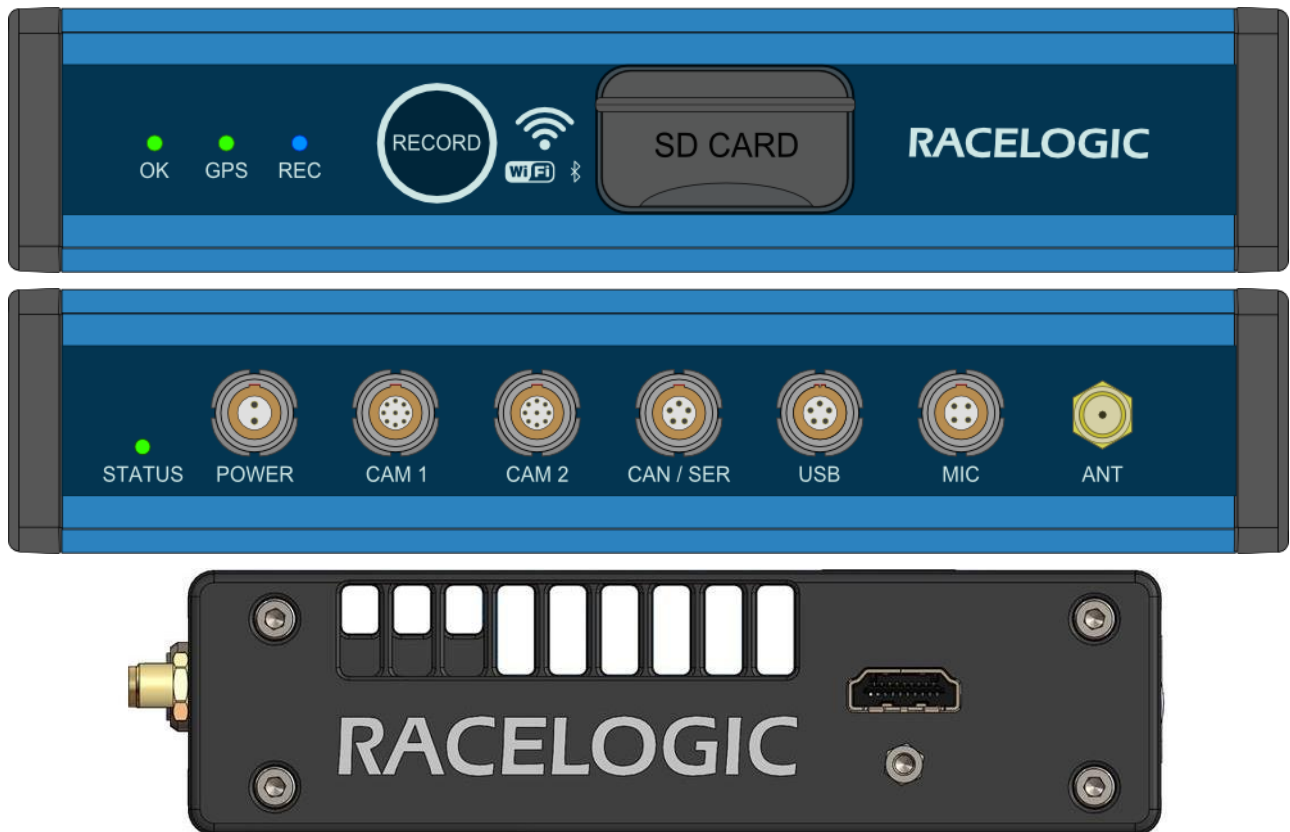 OK GPS REC RECORD WiFi SD CARD RACELOGIC
STATUS POWER CAM 1 CAM 2 CAN / SER USB MIC ANT
RACELOGIC